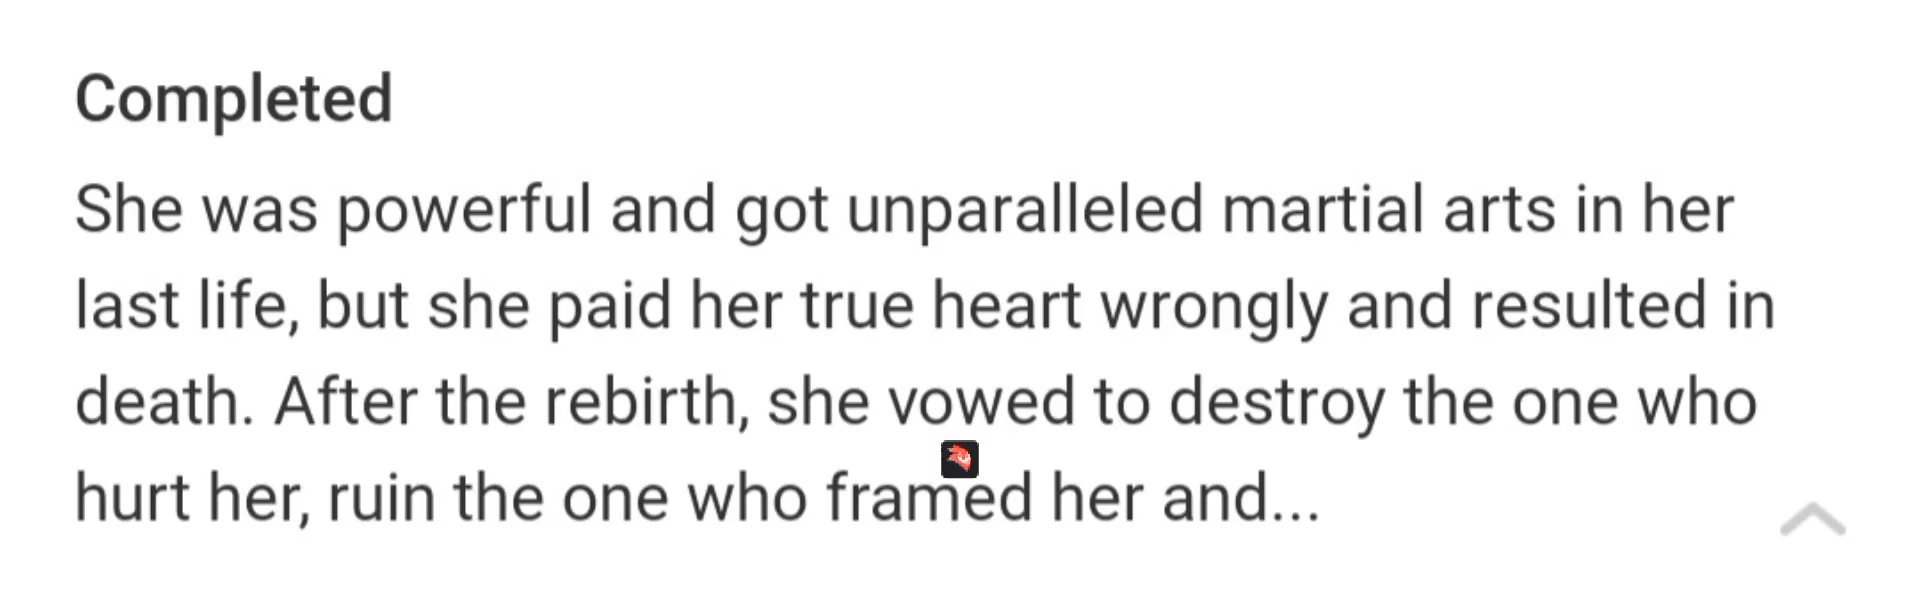 Completed
She was powerful and got unparalleled martial arts in her
last life, but she paid her true heart wrongly and resulted in
death. After the rebirth, she vowed to destroy the one who
hurt her, ruin the one who framed her and...